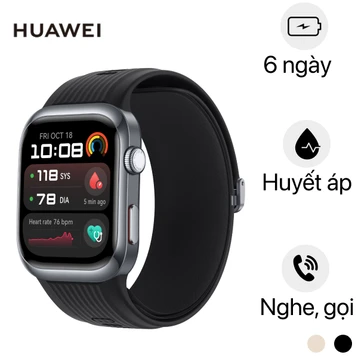 HUAWEI
6 ngày
FRI OCT 18
10:08
118 SYS
78 DIA
5 min ago
Heart rate 76 bpm
Huyết áp
Nghe, gọi